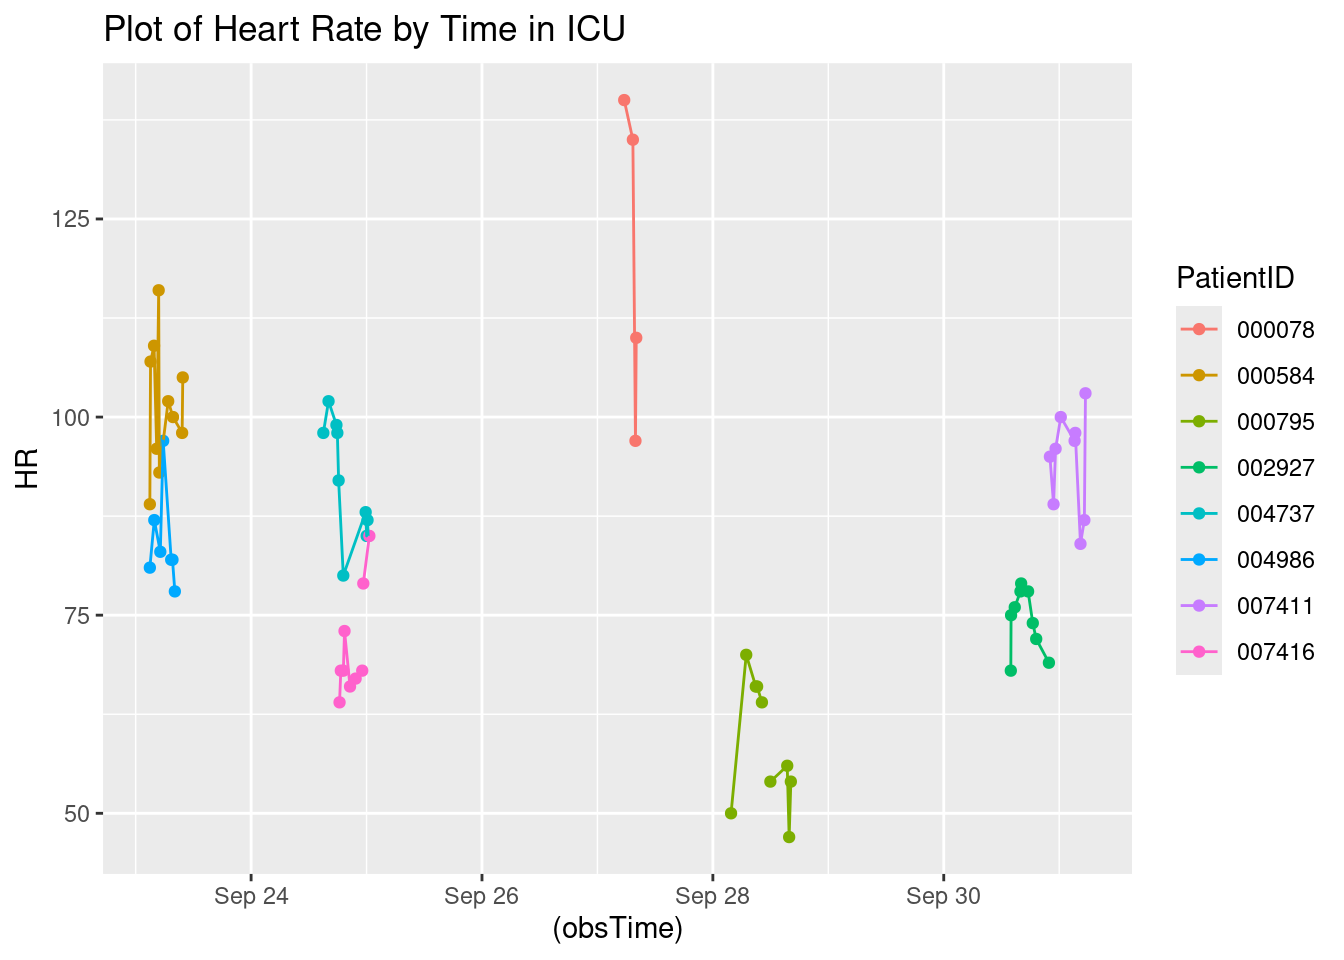 Plot of Heart Rate by Time in ICU
HR
125
100
75
50
Sep 24
Sep 26
Sep 28
Sep 30
(obsTime)
PatientID
000078
000584
000795
002927
004737
004986
007411
007416